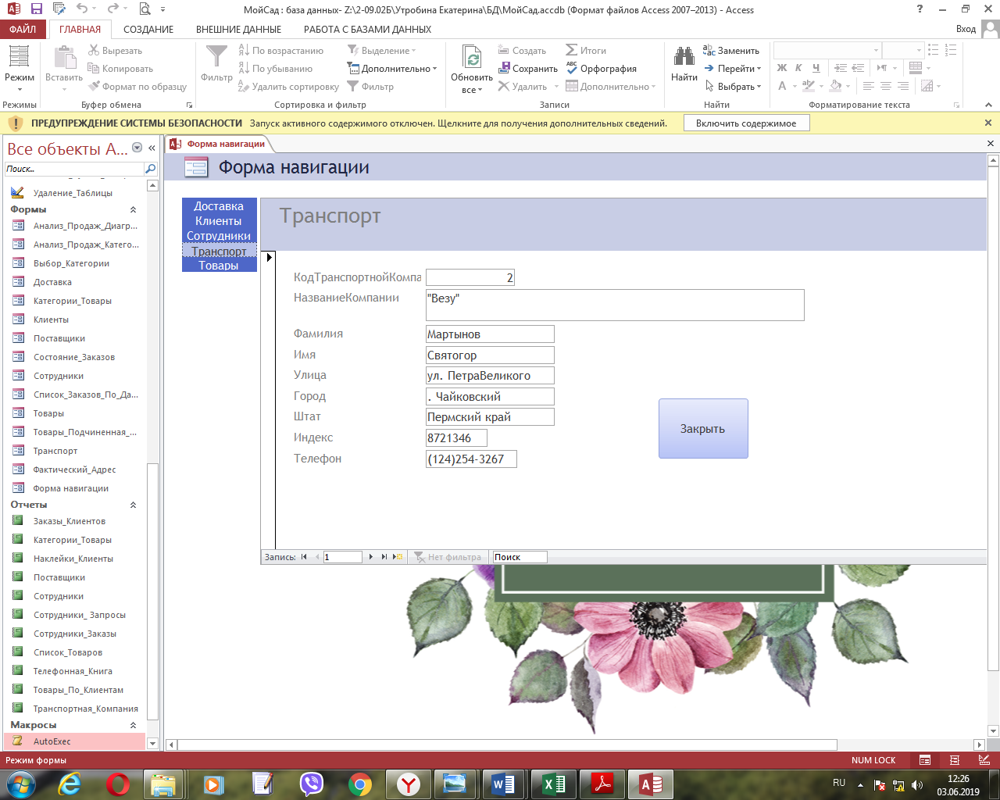 МойСад : база данных- Z:\2-09.02Б\Утробина Екатерина\БД\МойСад.accdb (Формат файлов Access 2007–2013) - Access
ФАЙЛ ГЛАВНАЯ СОЗДАНИЕ ВНЕШНИЕ ДАННЫЕ РАБОТА С БАЗАМИ ДАННЫХ Вход
Режим
Режимы
Вставить
Вырезать
Копировать
Формат по образцу
Буфер обмена
Фильтр
По возрастанию
По убыванию
Удалить сортировку
Выделение
Дополнительно
Фильтр
Сортировка и фильтр
Обновить
все
Создать
Сохранить
Удалить
Итоги
Орфография
Дополнительно
Записи
Найти
Заменить
Перейти
Выбрать
Найти
Ж К Ч
А
Форматирование текста
ПРЕДУПРЕЖДЕНИЕ СИСТЕМЫ БЕЗОПАСНОСТИ Запуск активного содержимого отключен. Щелкните для получения дополнительных сведений. Включить содержимое
Все объекты A...
Поиск...
Удаление_Таблицы
Формы
Анализ_Продаж_Диагр...
Анализ_Продаж_Катего...
Выбор_Категории
Доставка
Категории_Товары
Клиенты
Поставщики
Состояние_Заказов
Сотрудники
Список_Заказов_По_Да...
Товары
Товары_Подчиненная_...
Транспорт
Фактический_Адрес
Форма навигации
Отчеты
Заказы_Клиентов
Категории_Товары
Наклейки_Клиенты
Поставщики
Сотрудники
Сотрудники_ Запросы
Сотрудники_Заказы
Список_Товаров
Телефонная_Книга
Товары_По_Клиентам
Транспортная_Компания
Макросы
AutoExec
Форма навигации
Форма навигации
Доставка
Клиенты
Сотрудники
Транспорт
Товары
Транспорт
КодТранспортнойКомпа 2
НазваниеКомпании "Везу"
Фамилия Мартынов
Имя Святогор
Улица ул. ПетраВеликого
Город . Чайковский
Штат Пермский край
Индекс 8721346
Телефон (124)254-3267
Закрыть
Запись: 1 Нет фильтра Поиск
Режим формы NUM LOCK
RU 12:26
03.06.2019